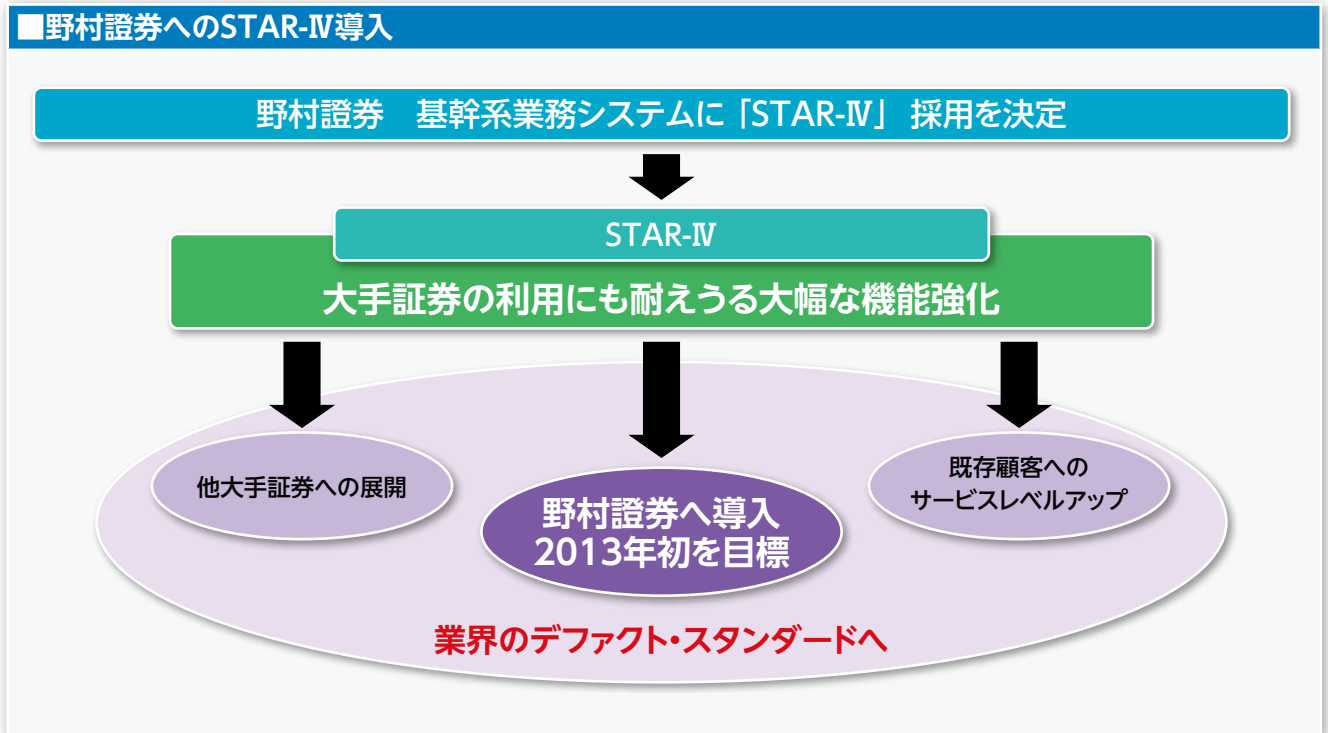 ■野村證券へのSTAR-Ⅳ導入
野村證券　基幹系業務システムに「STAR-Ⅳ」 採用を決定
STAR-Ⅳ
大手証券の利用にも耐えうる大幅な機能強化
他大手証券への展開
野村證券へ導入
2013年初を目標
既存顧客への
サービスレベルアップ
業界のデファクト・スタンダードへ